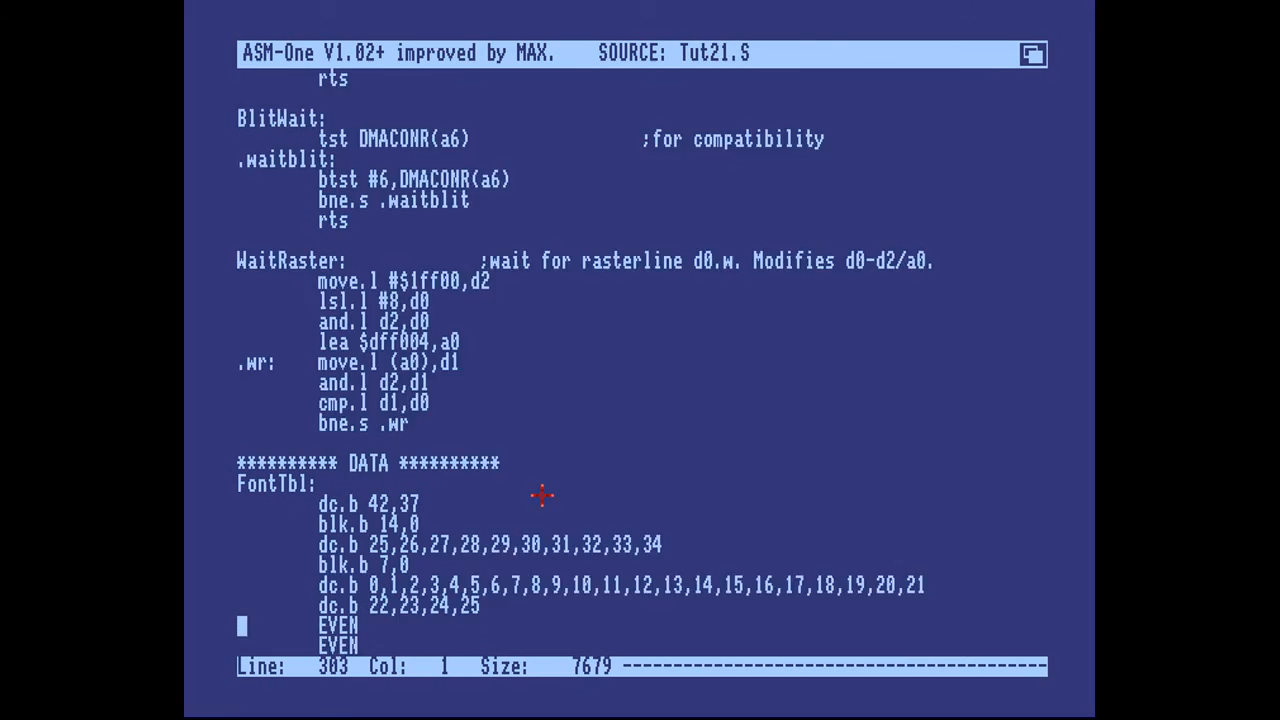 ASM-One V1.02+ improved by MAX. SOURCE: Tut21.S
rts
BlitWait:
tst DMACONR(a6) ;for compatibility
.waitblit:
btst #6,DMACONR(a6)
bne.s .waitblit
rts
WaitRaster: ;wait for rasterline d0.w. Modifies d0-d2/a0.
move.l #$1ff00,d2
lsl.l #8,d0
and.l d2,d0
lea $dff004,a0
.wr: move.l (a0),d1
and.l d2,d1
cmp.l d1,d0
bne.s .wr
********** DATA **********
FontTbl:
dc.b 42,37
blk.b 14,0
dc.b 25,26,27,28,29,30,31,32,33,34
blk.b 7,0
dc.b 0,1,2,3,4,5,6,7,8,9,10,11,12,13,14,15,16,17,18,19,20,21
dc.b 22,23,24,25
EVEN
EVEN
Line: 303 Col: 1 Size: 7679 ------------------------------------------